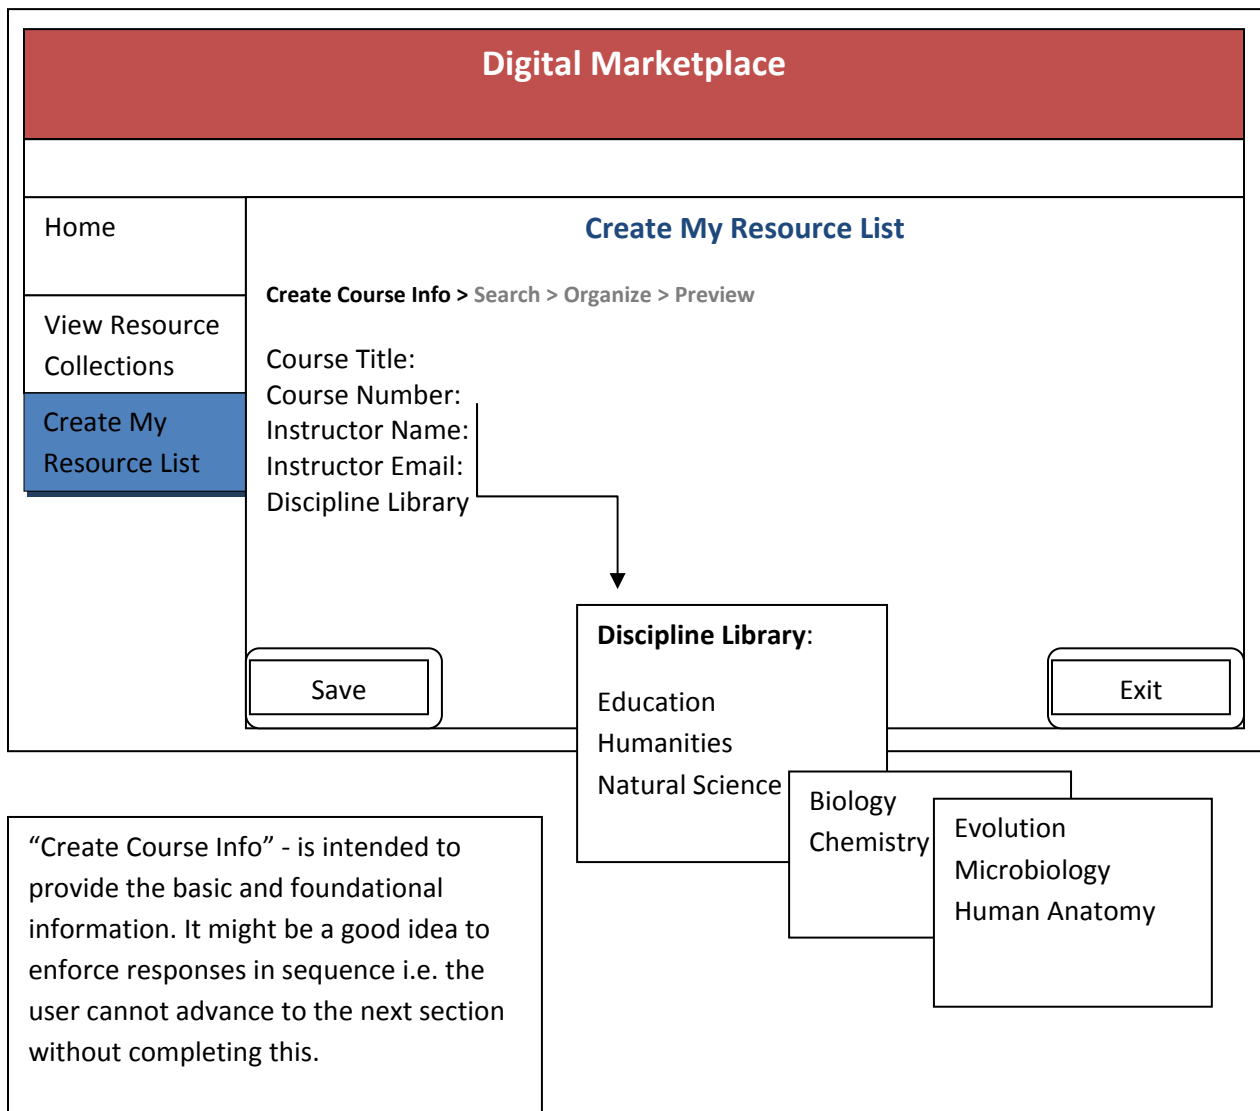 Digital Marketplace
Home
View Resource
Collections
Create My
Resource List
Create My Resource List
Create Course Info > Search > Organize > Preview
Course Title:
Course Number:
Instructor Name:
Instructor Email:
Discipline Library
Save
Exit
Discipline Library:
Education
Humanities
Natural Science
Biology
Chemistry
Evolution
Microbiology
Human Anatomy
“Create Course Info” - is intended to
provide the basic and foundational
information. It might be a good idea to
enforce responses in sequence i.e. the
user cannot advance to the next section
without completing this.